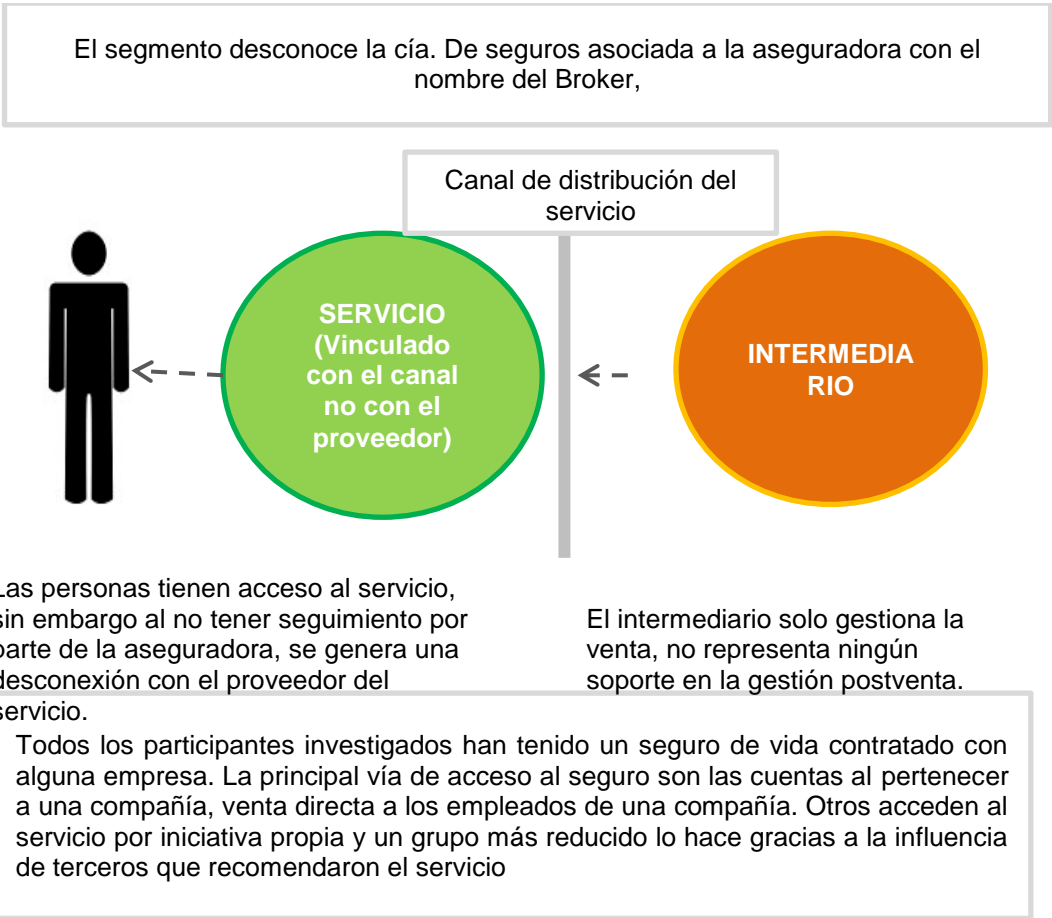 El segmento desconoce la cía. De seguros asociada a la aseguradora con el
nombre del Broker,
Canal de distribución del
servicio
SERVICIO
(Vinculado
con el canal
no con el
proveedor)
INTERMEDIA
RIO
Las personas tienen acceso al servicio,
sin embargo al no tener seguimiento por
parte de la aseguradora, se genera una
desconexión con el proveedor del
servicio.
El intermediario solo gestiona la
venta, no representa ningún
soporte en la gestión postventa.
Todos los participantes investigados han tenido un seguro de vida contratado con
alguna empresa. La principal vía de acceso al seguro son las cuentas al pertenecer
a una compañía, venta directa a los empleados de una compañía. Otros acceden al
servicio por iniciativa propia y un grupo más reducido lo hace gracias a la influencia
de terceros que recomendaron el servicio